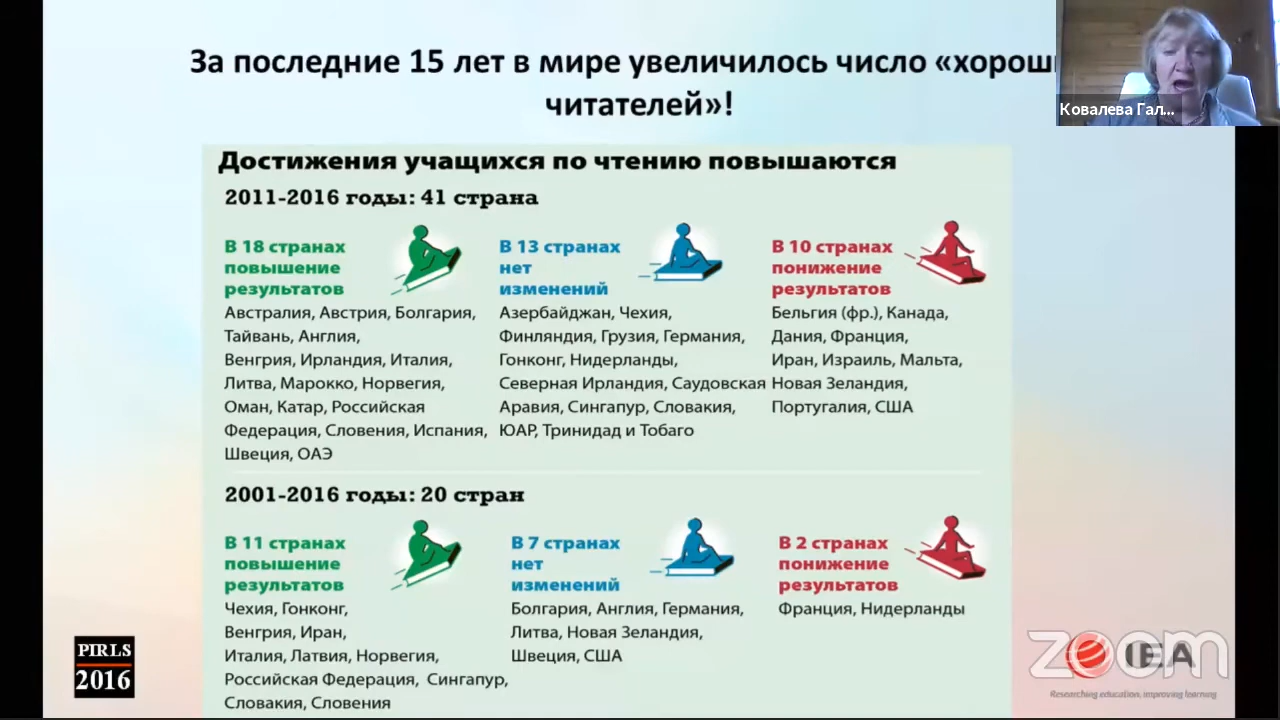 За последние 15 лет в мире увеличилось число «хорош
читателей»!
Ковалева Гал...
Достижения учащихся по чтению повышаются
2011-2016 годы: 41 страна
В 18 странах
повышение
результатов
Австралия, Австрия, Болгария,
Тайвань, Англия,
Венгрия, Ирландия, Италия,
Литва, Марокко, Норвегия,
Оман, Катар, Российская
Федерация, Словения, Испания,
Швеция, ОАЭ
В 13 странах
нет
изменений
Азербайджан, Чехия,
Финляндия, Грузия, Германия,
Гонконг, Нидерланды,
Северная Ирландия, Саудовская
Аравия, Сингапур, Словакия,
ЮАР, Тринидад и Тобаго
В 10 странах
понижение
результатов
Бельгия (фр.), Канада,
Дания, Франция,
Иран, Израиль, Мальта,
Новая Зеландия,
Португалия, США
2001-2016 годы: 20 стран
В 11 странах
повышение
результатов
Чехия, Гонконг,
Венгрия, Иран,
Италия, Латвия, Норвегия,
Российская Федерация, Сингапур,
Словакия, Словения
В 7 странах
нет
изменений
Болгария, Англия, Германия,
Литва, Новая Зеландия,
Швеция, США
В 2 странах
понижение
результатов
Франция, Нидерланды
PIRLS
2016
zoom
IEA
Researching education, improving learning